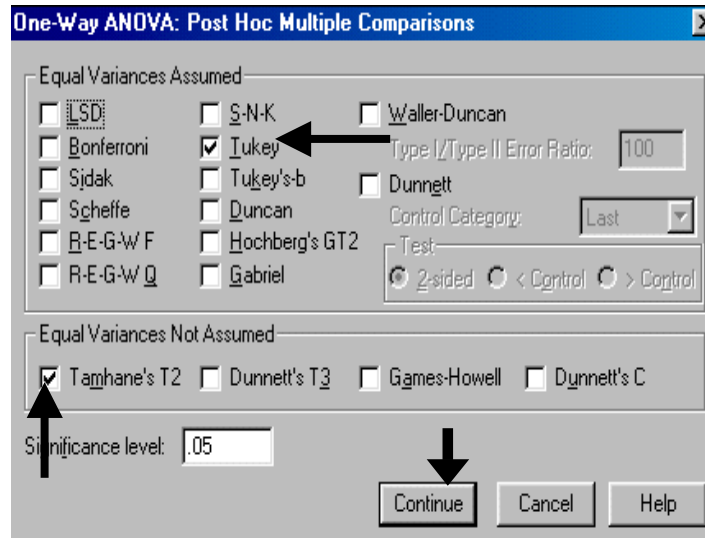 One-Way ANOVA: Post Hoc Multiple Comparisons
Equal Variances Assumed
LSD S-N-K Waller-Duncan
Bonferroni Tukey Type I/Type II Error Ratio: 100
Sidak Tukey's-b Dunnett
Scheffe Duncan Control Category: Last
R-E-G-W F Hochberg's GT2 Test
R-E-G-W Q Gabriel 2-sided < Control > Control
Equal Variances Not Assumed
Tamhane's T2 Dunnett's T3 Games-Howell Dunnett's C
Significance level: .05
Continue Cancel Help